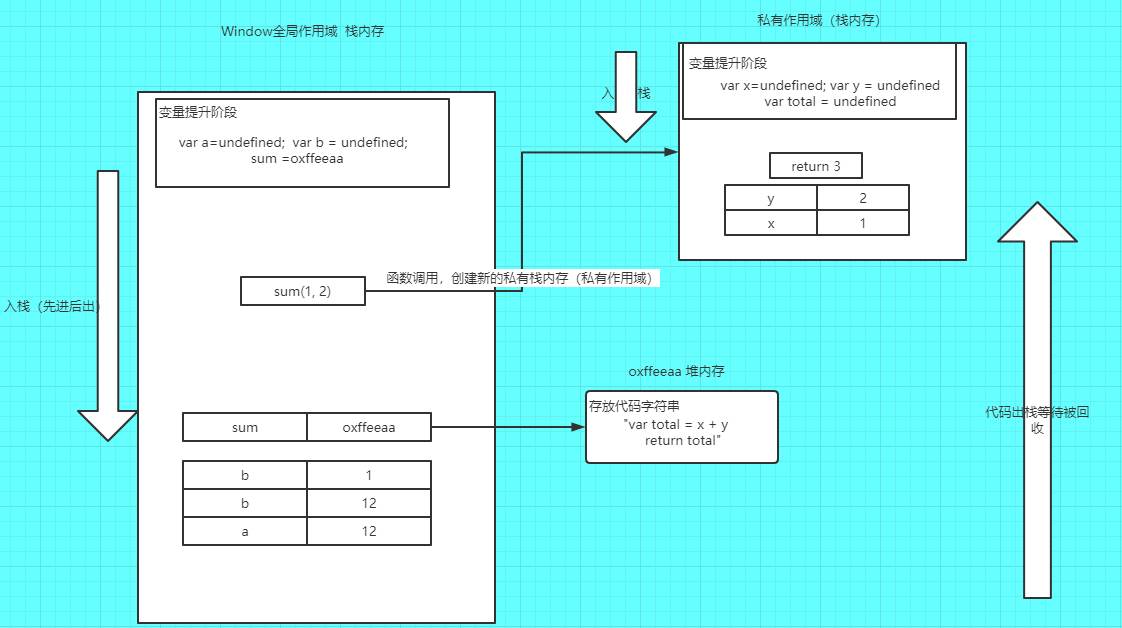 Window全局作用域 栈内存
变量提升阶段
var a=undefined; var b = undefined;
sum =oxffeeaa
入栈（先进后出）
sum(1, 2)
函数调用，创建新的私有栈内存（私有作用域）
sum oxffeeaa
b 1
b 12
a 12
私有作用域（栈内存）
入 栈
变量提升阶段
var x=undefined; var y = undefined
var total = undefined
return 3
y 2
x 1
oxffeeaa 堆内存
存放代码字符串
"var total = x + y
return total"
代码出栈等待被回
收